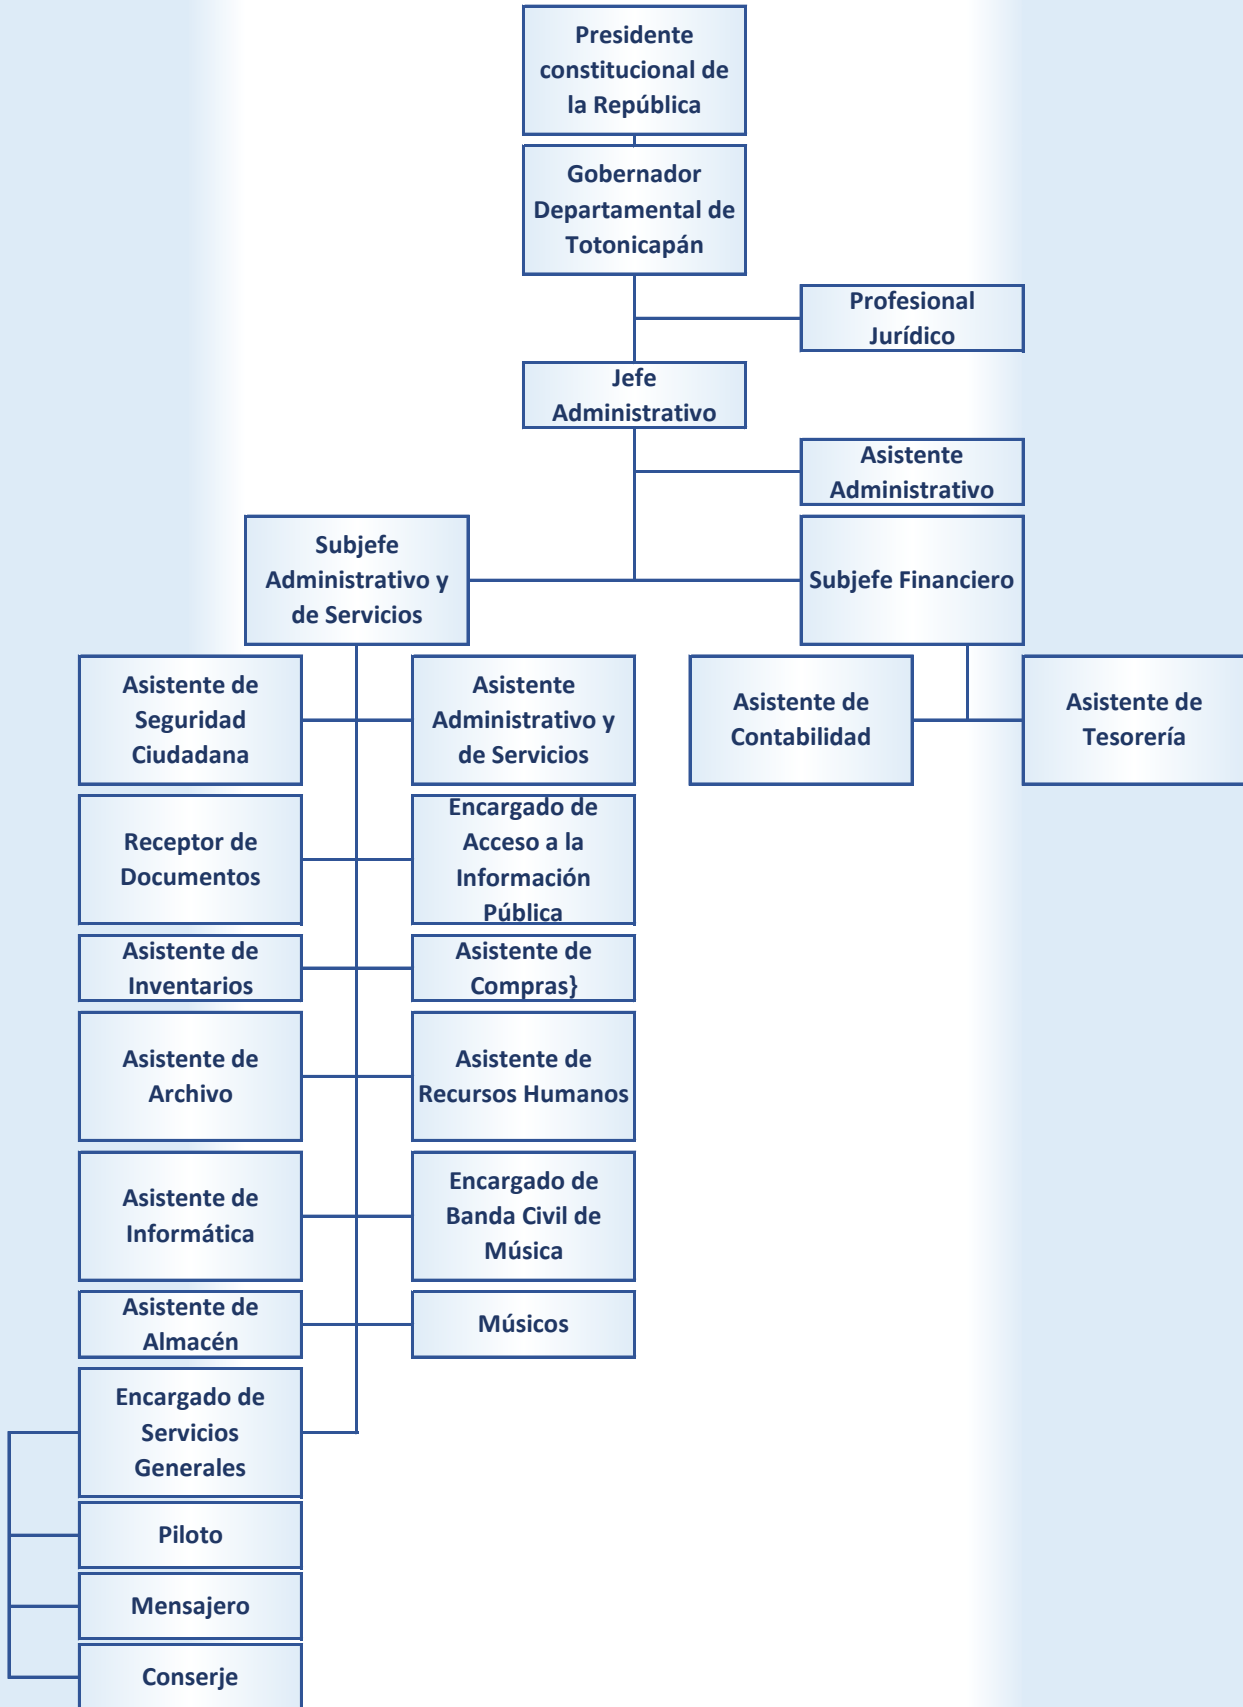 Presidente
constitucional de
la República
Gobernador
Departamental de
Totonicapán
Profesional
Jurídico
Jefe
Administrativo
Asistente
Administrativo
Subjefe
Administrativo y
de Servicios
Subjefe Financiero
Asistente de
Seguridad
Ciudadana
Asistente
Administrativo y
de Servicios
Asistente de
Contabilidad
Asistente de
Tesorería
Receptor de
Documentos
Encargado de
Acceso a la
Información
Pública
Asistente de
Inventarios
Asistente de
Compras}
Asistente de
Archivo
Asistente de
Recursos Humanos
Asistente de
Informática
Encargado de
Banda Civil de
Música
Asistente de
Almacén
Músicos
Encargado de
Servicios
Generales
Piloto
Mensajero
Conserje